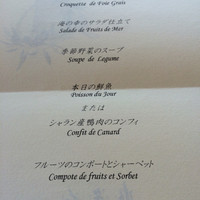 Croquette de Foie Grais
海の幸のサラダ仕立て
Salade de Fruits de Mer
季節野菜のスープ
Soupe de Legume
本日の鮮魚
Poisson du Jour
または
シャラン産鴨肉のコンフィ
Confit de Canard
フルーツのコンポートとシャーベット
Compote de fruits et Sorbet